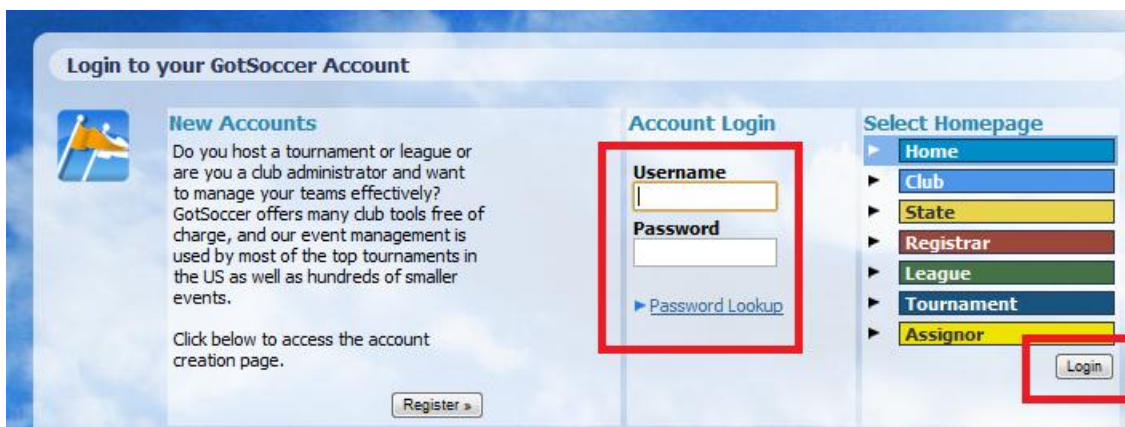 Login to your GotSoccer Account
New Accounts
Do you host a tournament or league or
are you a club administrator and want
to manage your teams effectively?
GotSoccer offers many club tools free of
charge, and our event management is
used by most of the top tournaments in
the US as well as hundreds of smaller
events.
Click below to access the account
creation page.
Register »
Account Login
Username
Password
Password Lookup
Select Homepage
Home
Club
State
Registrar
League
Tournament
Assignor
Login